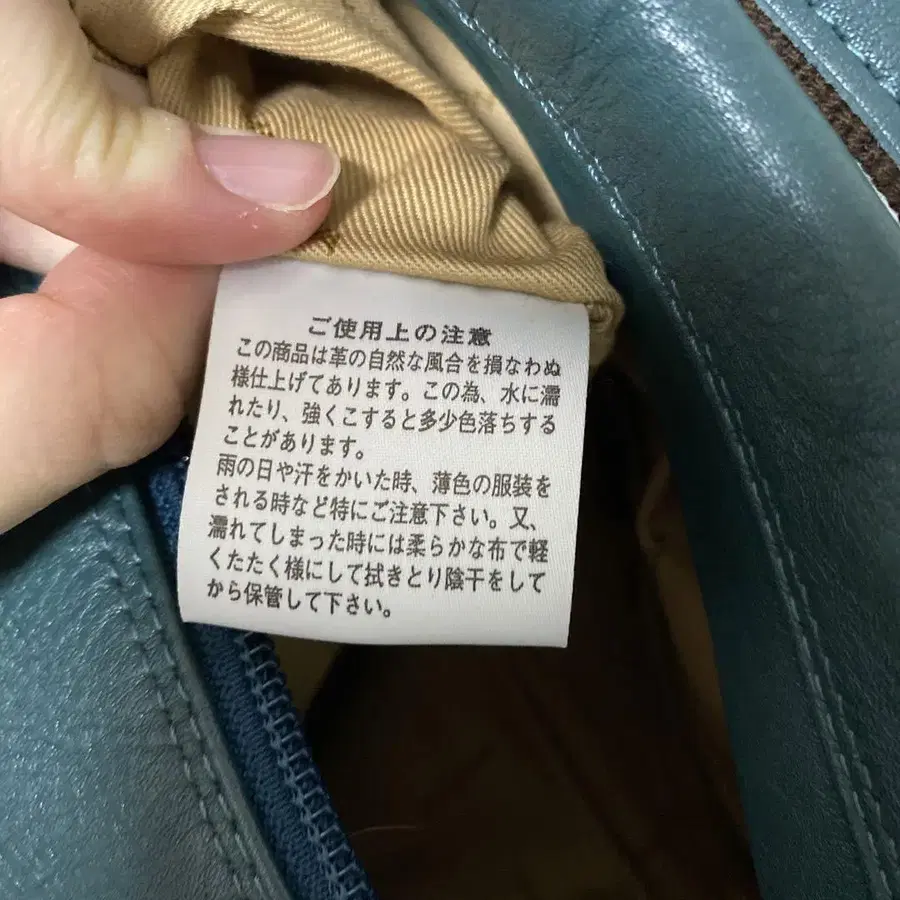 ご使用上の注意
この商品は革の自然な風合を損なわぬ
様仕上げてあります。この為、水に濡
れたり、強くこすると多少色落ちする
ことがあります。
雨の日や汗をかいた時、薄色の服装を
される時など特にご注意下さい。又、
濡れてしまった時には柔らかな布で軽
くたたく様にして拭きとり陰干をして
から保管して下さい。